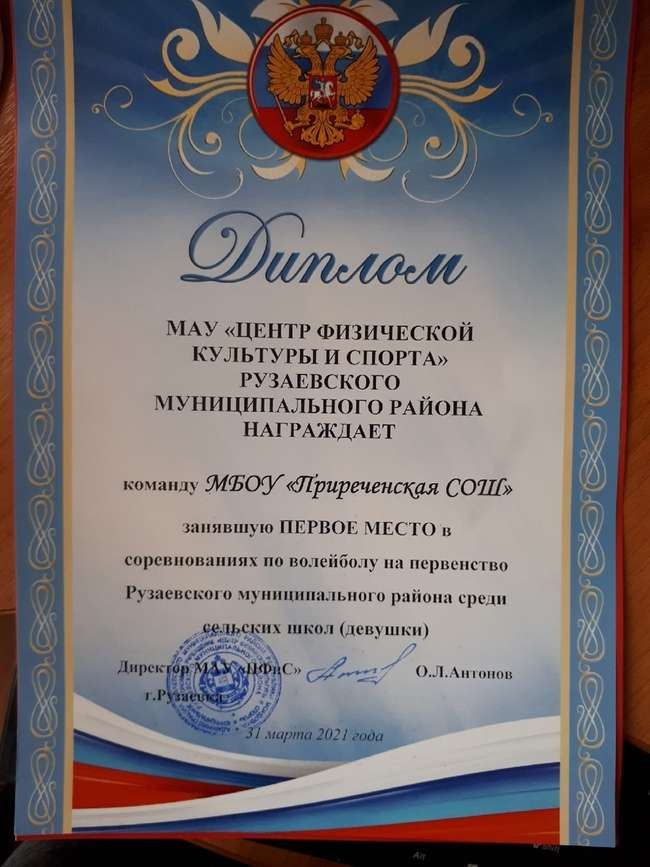 Диплом
МАУ «ЦЕНТР ФИЗИЧЕСКОЙ
КУЛЬТУРЫ И СПОРТА»
РУЗАЕВСКОГО
МУНИЦИПАЛЬНОГО РАЙОНА
НАГРАЖДАЕТ
команду МБОУ «Приреченская СОШ»
занявшую ПЕРВОЕ МЕСТО в
соревнованиях по волейболу на первенство
Рузаевского муниципального района среди
сельских школ (девушки)
Директор МАУ «ЦФиС» О.Л.Антонов
г.Рузаевка
31 марта 2021 года